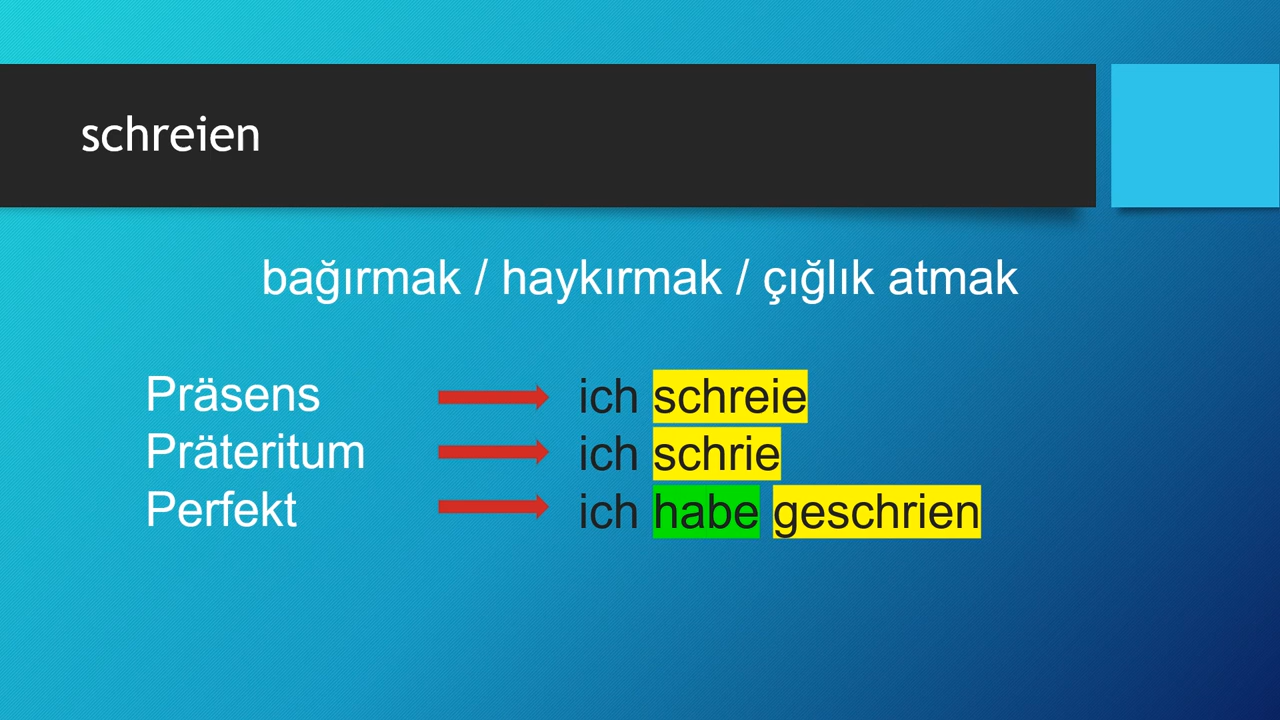 schreien
bağırmak / haykırmak / çığlık atmak
Präsens ich schreie
Präteritum ich schrie
Perfekt ich habe geschrien